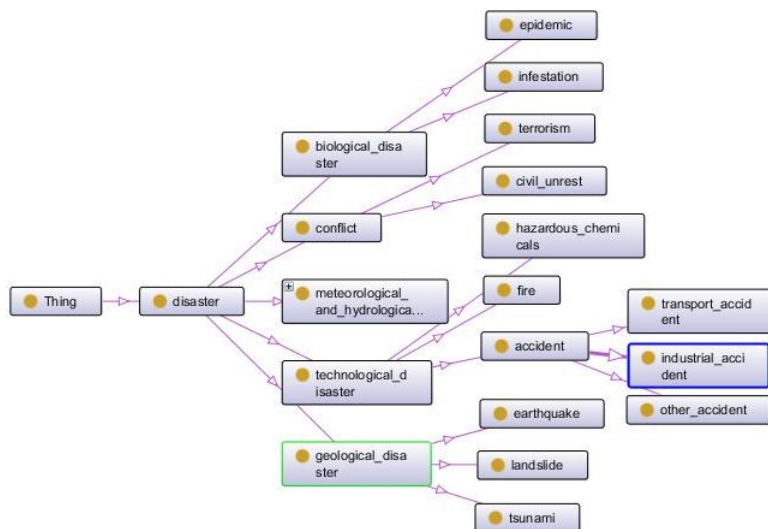 epidemic
infestation
terrorism
biological_disa
ster
civil_unrest
conflict
hazardous_chemi
cals
Thing
disaster
meteorological_
and_hydrologica...
fire
transport_accid
ent
accident
industrial_acci
dent
technological_d
isaster
other_accident
earthquake
geological_disa
ster
landslide
tsunami